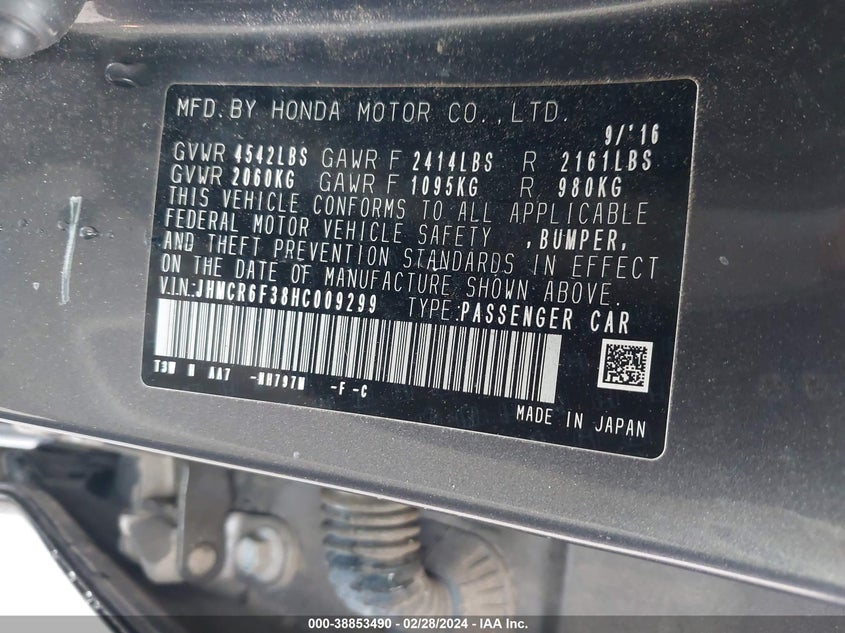 MFD. BY HONDA MOTOR CO., LTD.
9/'16
GVWR 4542LBS GAWR F 2414LBS R 2161LBS
GVWR 2060KG GAWR F 1095KG R 980KG
THIS VEHICLE CONFORMS TO ALL APPLICABLE
FEDERAL MOTOR VEHICLE SAFETY , BUMPER,
AND THEFT PREVENTION STANDARDS IN EFFECT
ON THE DATE OF MANUFACTURE SHOWN ABOVE.
V.I.N.:JHMCR6F38HC009299 TYPE:PASSENGER CAR
AA7 -NH797M -F -C
MADE IN JAPAN
000-38853490 - 02/28/2024 - IAA Inc.